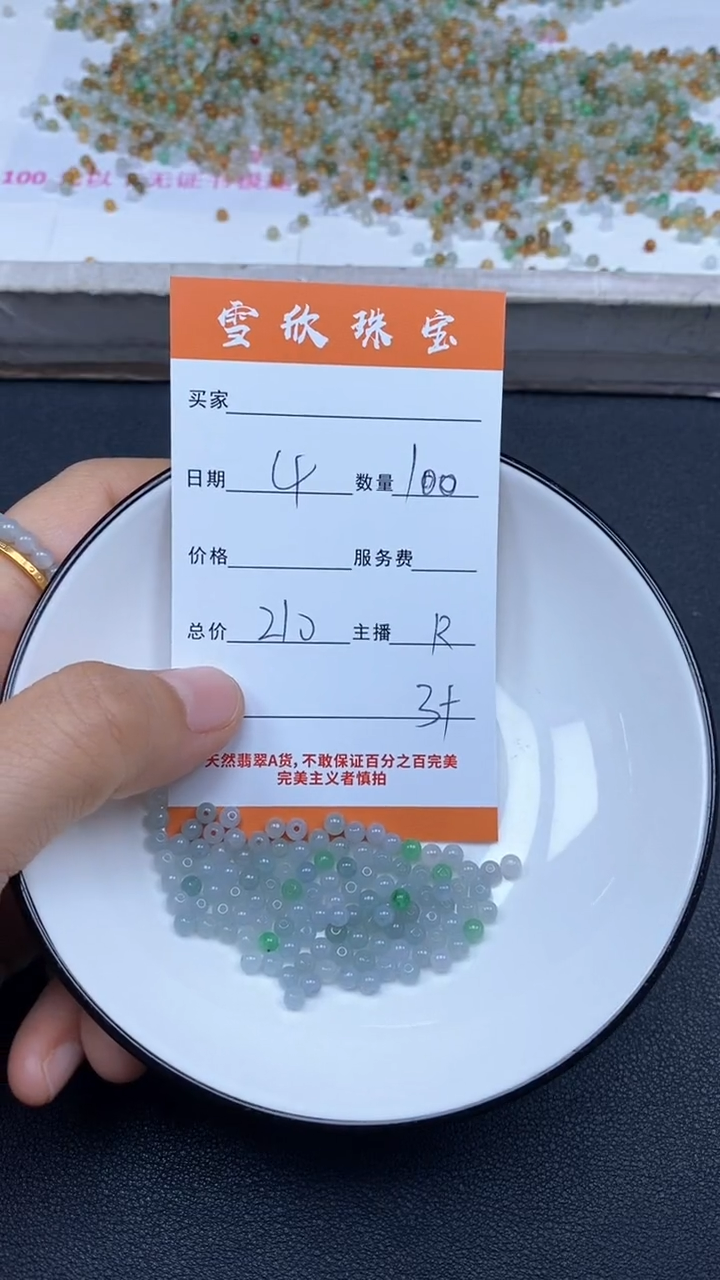 100
雪欣珠宝
买家
日期 4 数量 100
价格 服务费
总价 210 主播 R
3+
天然翡翠A货,不敢保证百分之百完美
完美主义者慎拍